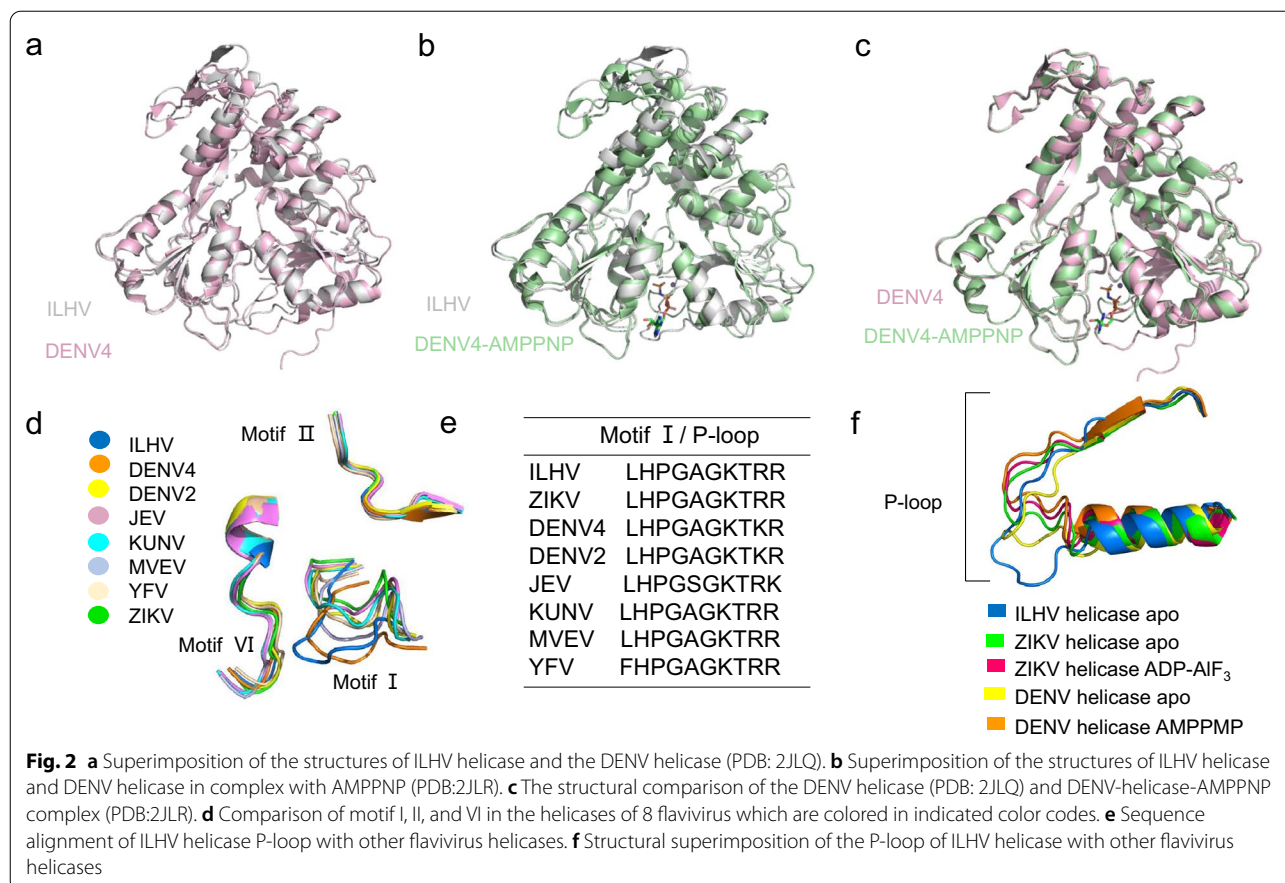 a
b
c
ILHV
DENV4
ILHV
DENV4-AMPPNP
DENV4
DENV4-AMPPNP
d
ILHV
DENV4
DENV2
JEV
KUNV
MVEV
YFV
ZIKV
Motif Ⅱ
Motif Ⅵ
Motif Ⅰ
e
Motif Ⅰ / P-loop
ILHV LHPGAGKTRR
ZIKV LHPGAGKTRR
DENV4 LHPGAGKTKR
DENV2 LHPGAGKTKR
JEV LHPGSGKTRK
KUNV LHPGAGKTRR
MVEV LHPGAGKTRR
YFV FHPGAGKTRR
f
P-loop
ILHV helicase apo
ZIKV helicase apo
ZIKV helicase ADP-AlF3
DENV helicase apo
DENV helicase AMPPMP
Fig. 2 a Superimposition of the structures of ILHV helicase and the DENV helicase (PDB: 2JLQ). b Superimposition of the structures of ILHV helicase
and DENV helicase in complex with AMPPNP (PDB:2JLR). c The structural comparison of the DENV helicase (PDB: 2JLQ) and DENV-helicase-AMPPNP
complex (PDB:2JLR). d Comparison of motif I, II, and VI in the helicases of 8 flavivirus which are colored in indicated color codes. e Sequence
alignment of ILHV helicase P-loop with other flavivirus helicases. f Structural superimposition of the P-loop of ILHV helicase with other flavivirus
helicases